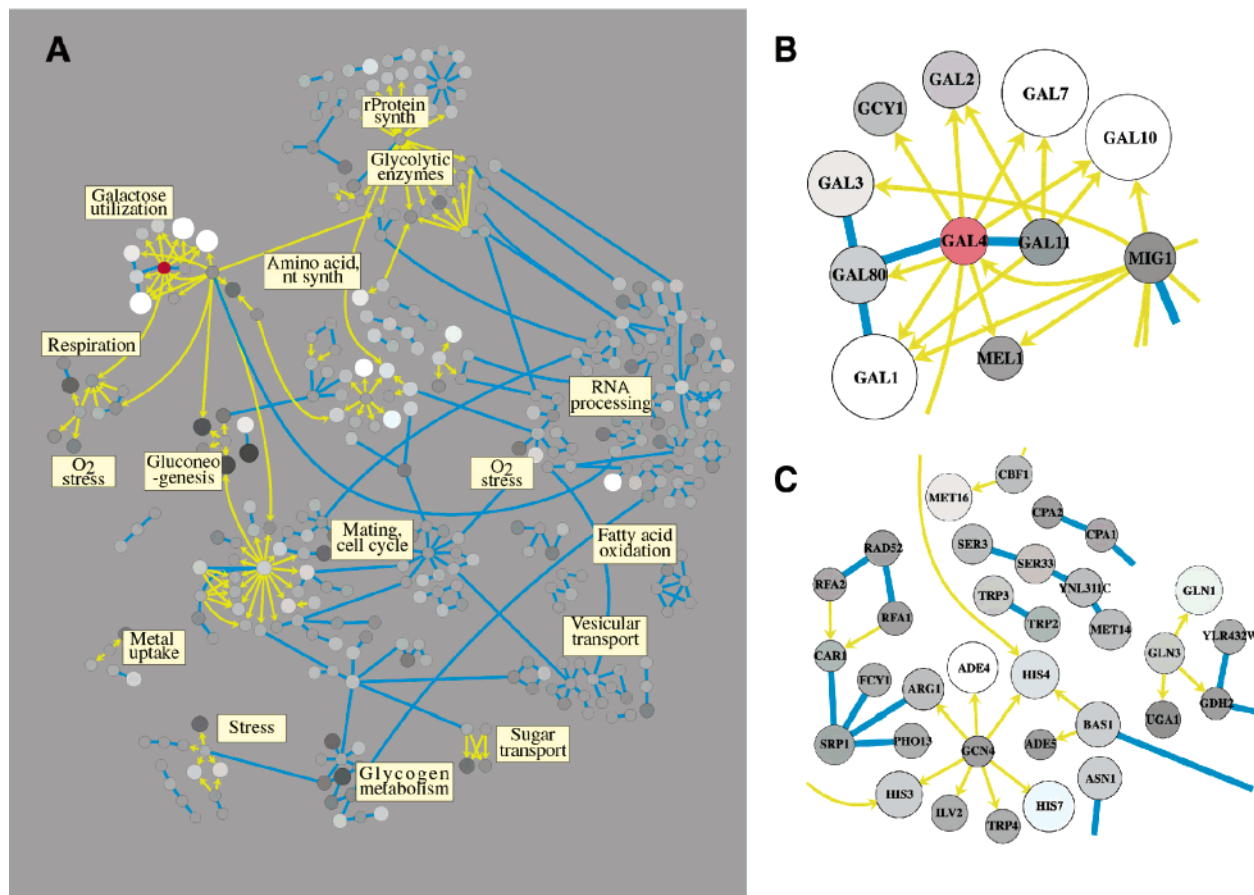 A
rProtein
synth
Glycolytic
enzymes
Galactose
utilization
Amino acid,
nt synth
Respiration
RNA
processing
O2
stress
Gluconeo
-genesis
O2
stress
Mating,
cell cycle
Fatty acid
oxidation
Vesicular
transport
Metal
uptake
Stress
Sugar
transport
Glycogen
metabolism
B
GAL2
GAL7
GCY1
GAL10
GAL3
GAL4
GAL11
MIG1
GAL80
MEL1
GAL1
C
CBF1
MET16
CPA2
CPA1
SER3
RAD52
SER33
RFA2
YNL311C
GLN1
TRP3
RFA1
TRP2
MET14
YLR432W
CAR1
GLN3
ADE4
HIS4
FCY1
ARG1
GDH2
UGA1
BAS1
SRP1
PHO13
GCN4
ADE5
ASN1
HIS3
HIS7
ILV2
TRP4